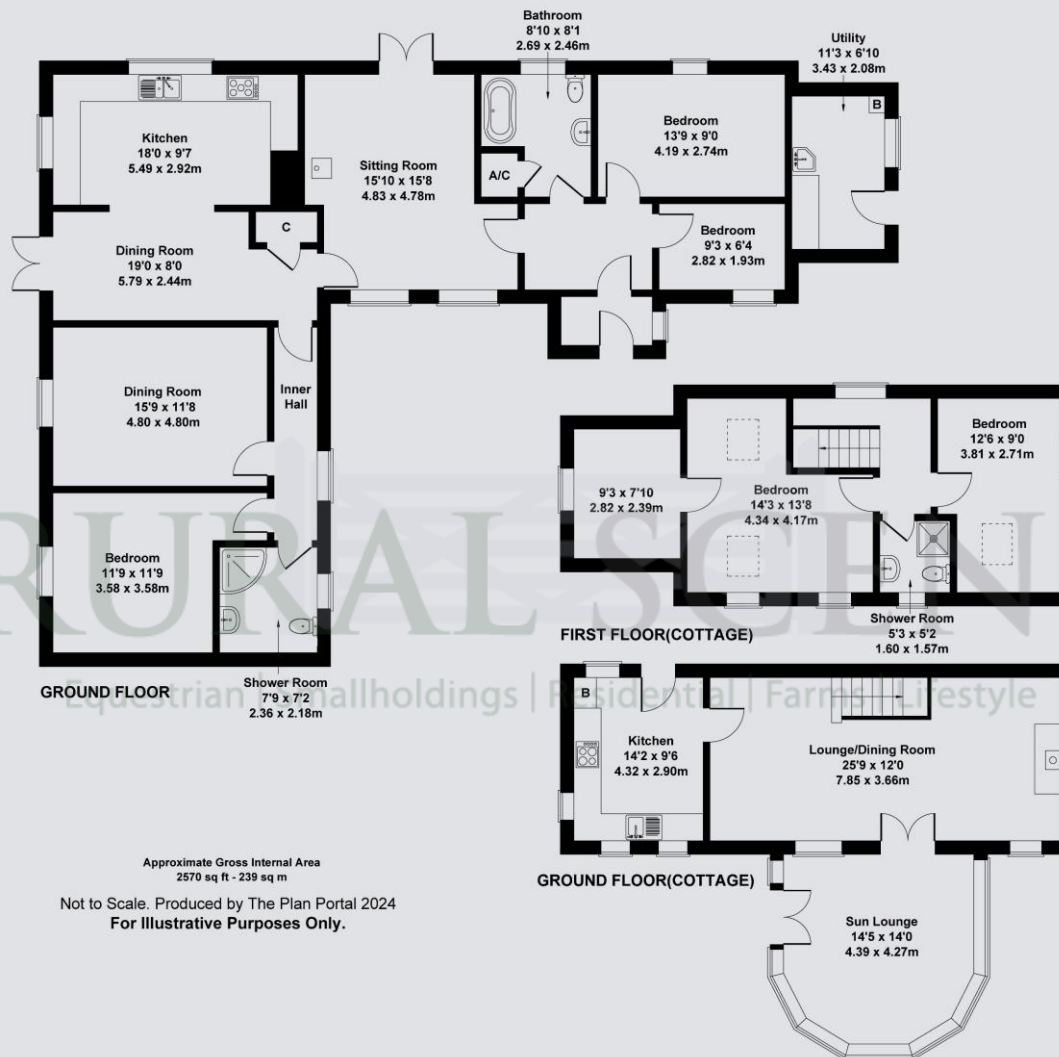 Bathroom
8'10 x 8'1
2.69 x 2.46m
Utility
11'3 x 6'10
3.43 x 2.08m
B
Kitchen
18'0 x 9'7
5.49 x 2.92m
Sitting Room
15'10 x 15'8
4.83 x 4.78m
A/C
Bedroom
13'9 x 9'0
4.19 x 2.74m
C
Dining Room
19'0 x 8'0
5.79 x 2.44m
Bedroom
9'3 x 6'4
2.82 x 1.93m
Dining Room
15'9 x 11'8
4.80 x 4.80m
Inner
Hall
Bedroom
11'9 x 11'9
3.58 x 3.58m
Shower Room
7'9 x 7'2
2.36 x 2.18m
GROUND FLOOR
9'3 x 7'10
2.82 x 2.39m
Bedroom
14'3 x 13'8
4.34 x 4.17m
Bedroom
12'6 x 9'0
3.81 x 2.71m
Shower Room
5'3 x 5'2
1.60 x 1.57m
FIRST FLOOR(COTTAGE)
RURAL SCEN
Equestrian | Smallholdings | Residential | Farms | Lifestyle
B
Kitchen
14'2 x 9'6
4.32 x 2.90m
Lounge/Dining Room
25'9 x 12'0
7.85 x 3.66m
GROUND FLOOR(COTTAGE)
Sun Lounge
14'5 x 14'0
4.39 x 4.27m
Approximate Gross Internal Area
2570 sq ft - 239 sq m
Not to Scale. Produced by The Plan Portal 2024
For Illustrative Purposes Only.